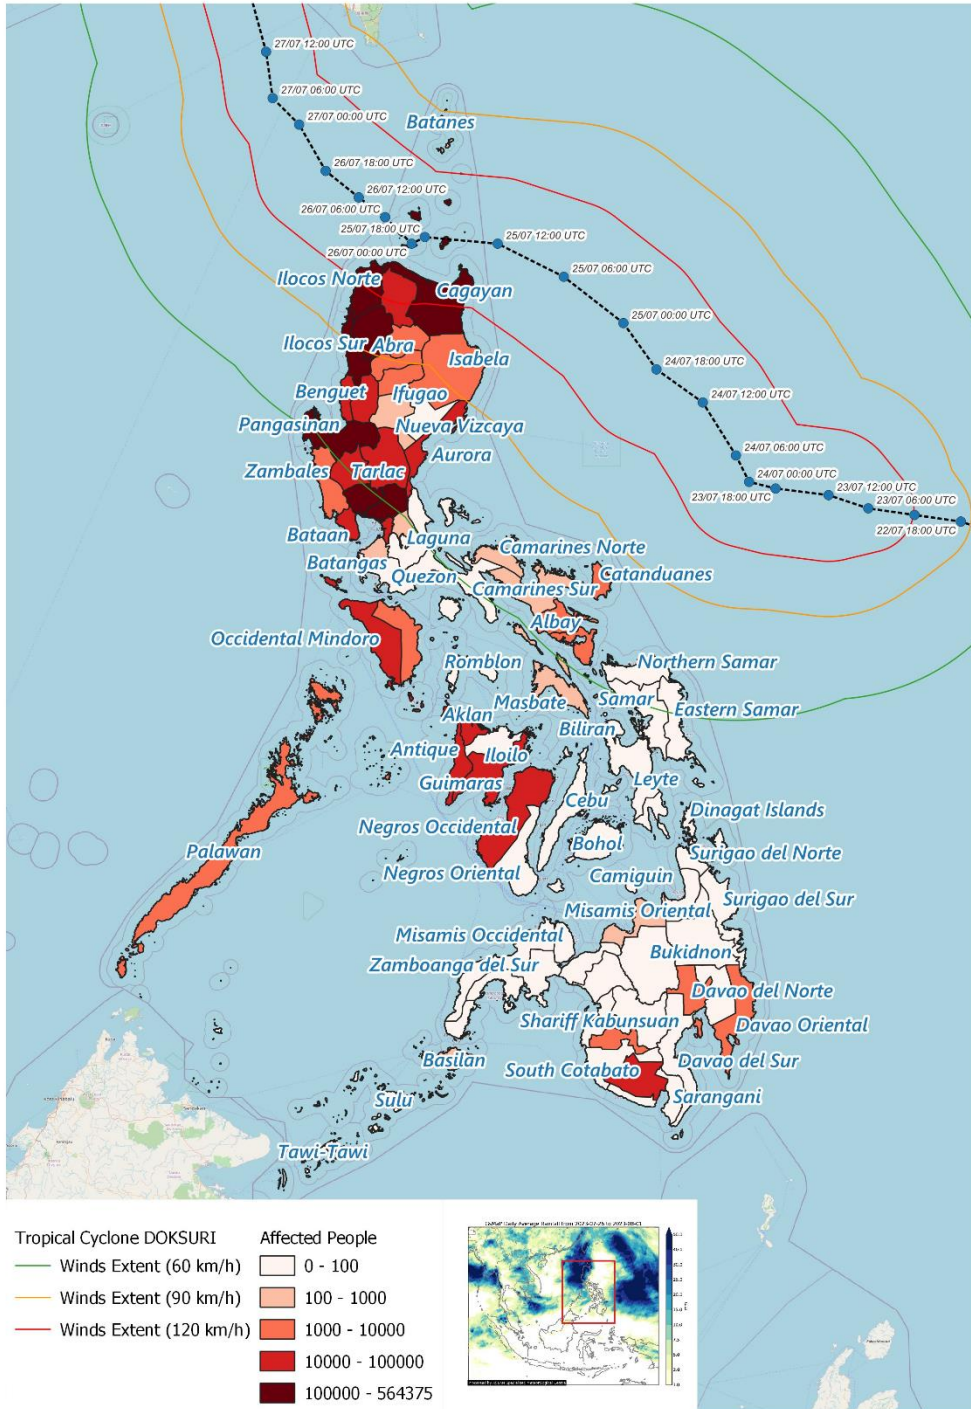 27/07 12:00 UTC
27/07 06:00 UTC
27/07 00:00 UTC
Batanes
26/07 18:00 UTC
26/07 12:00 UTC
26/07 06:00 UTC
25/07 18:00 UTC
25/07 12:00 UTC
26/07 00:00 UTC
Ilocos Norte
Cagayan
25/07 06:00 UTC
25/07 00:00 UTC
Ilocos Sur
Abra
Isabela
24/07 18:00 UTC
Benguet
Ifugao
24/07 12:00 UTC
Pangasinan
Nueva Vizcaya
24/07 06:00 UTC
Aurora
Zambales
Tarlac
24/07 00:00 UTC
23/07 18:00 UTC
23/07 12:00 UTC
23/07 06:00 UTC
22/07 18:00 UTC
Bataan
Laguna
Camarines Norte
Batangas
Quezon
Catanduanes
Camarines Sur
Albay
Occidental Mindoro
Romblon
Northern Samar
Masbate
Samar
Eastern Samar
Aklan
Biliran
Antique
Iloilo
Guimaras
Leyte
Cebu
Dinagat Islands
Negros Occidental
Bohol
Palawan
Surigao del Norte
Negros Oriental
Camiguin
Surigao del Sur
Misamis Oriental
Misamis Occidental
Bukidnon
Zamboanga del Sur
Davao del Norte
Shariff Kabunsuan
Davao Oriental
Basilan
South Cotabato
Davao del Sur
Sarangani
Sulu
Tawi-Tawi
Tropical Cyclone DOKSURI
Winds Extent (60 km/h)
Winds Extent (90 km/h)
Winds Extent (120 km/h)
Affected People
0 - 100
100 - 1000
1000 - 10000
10000 - 100000
100000 - 564375